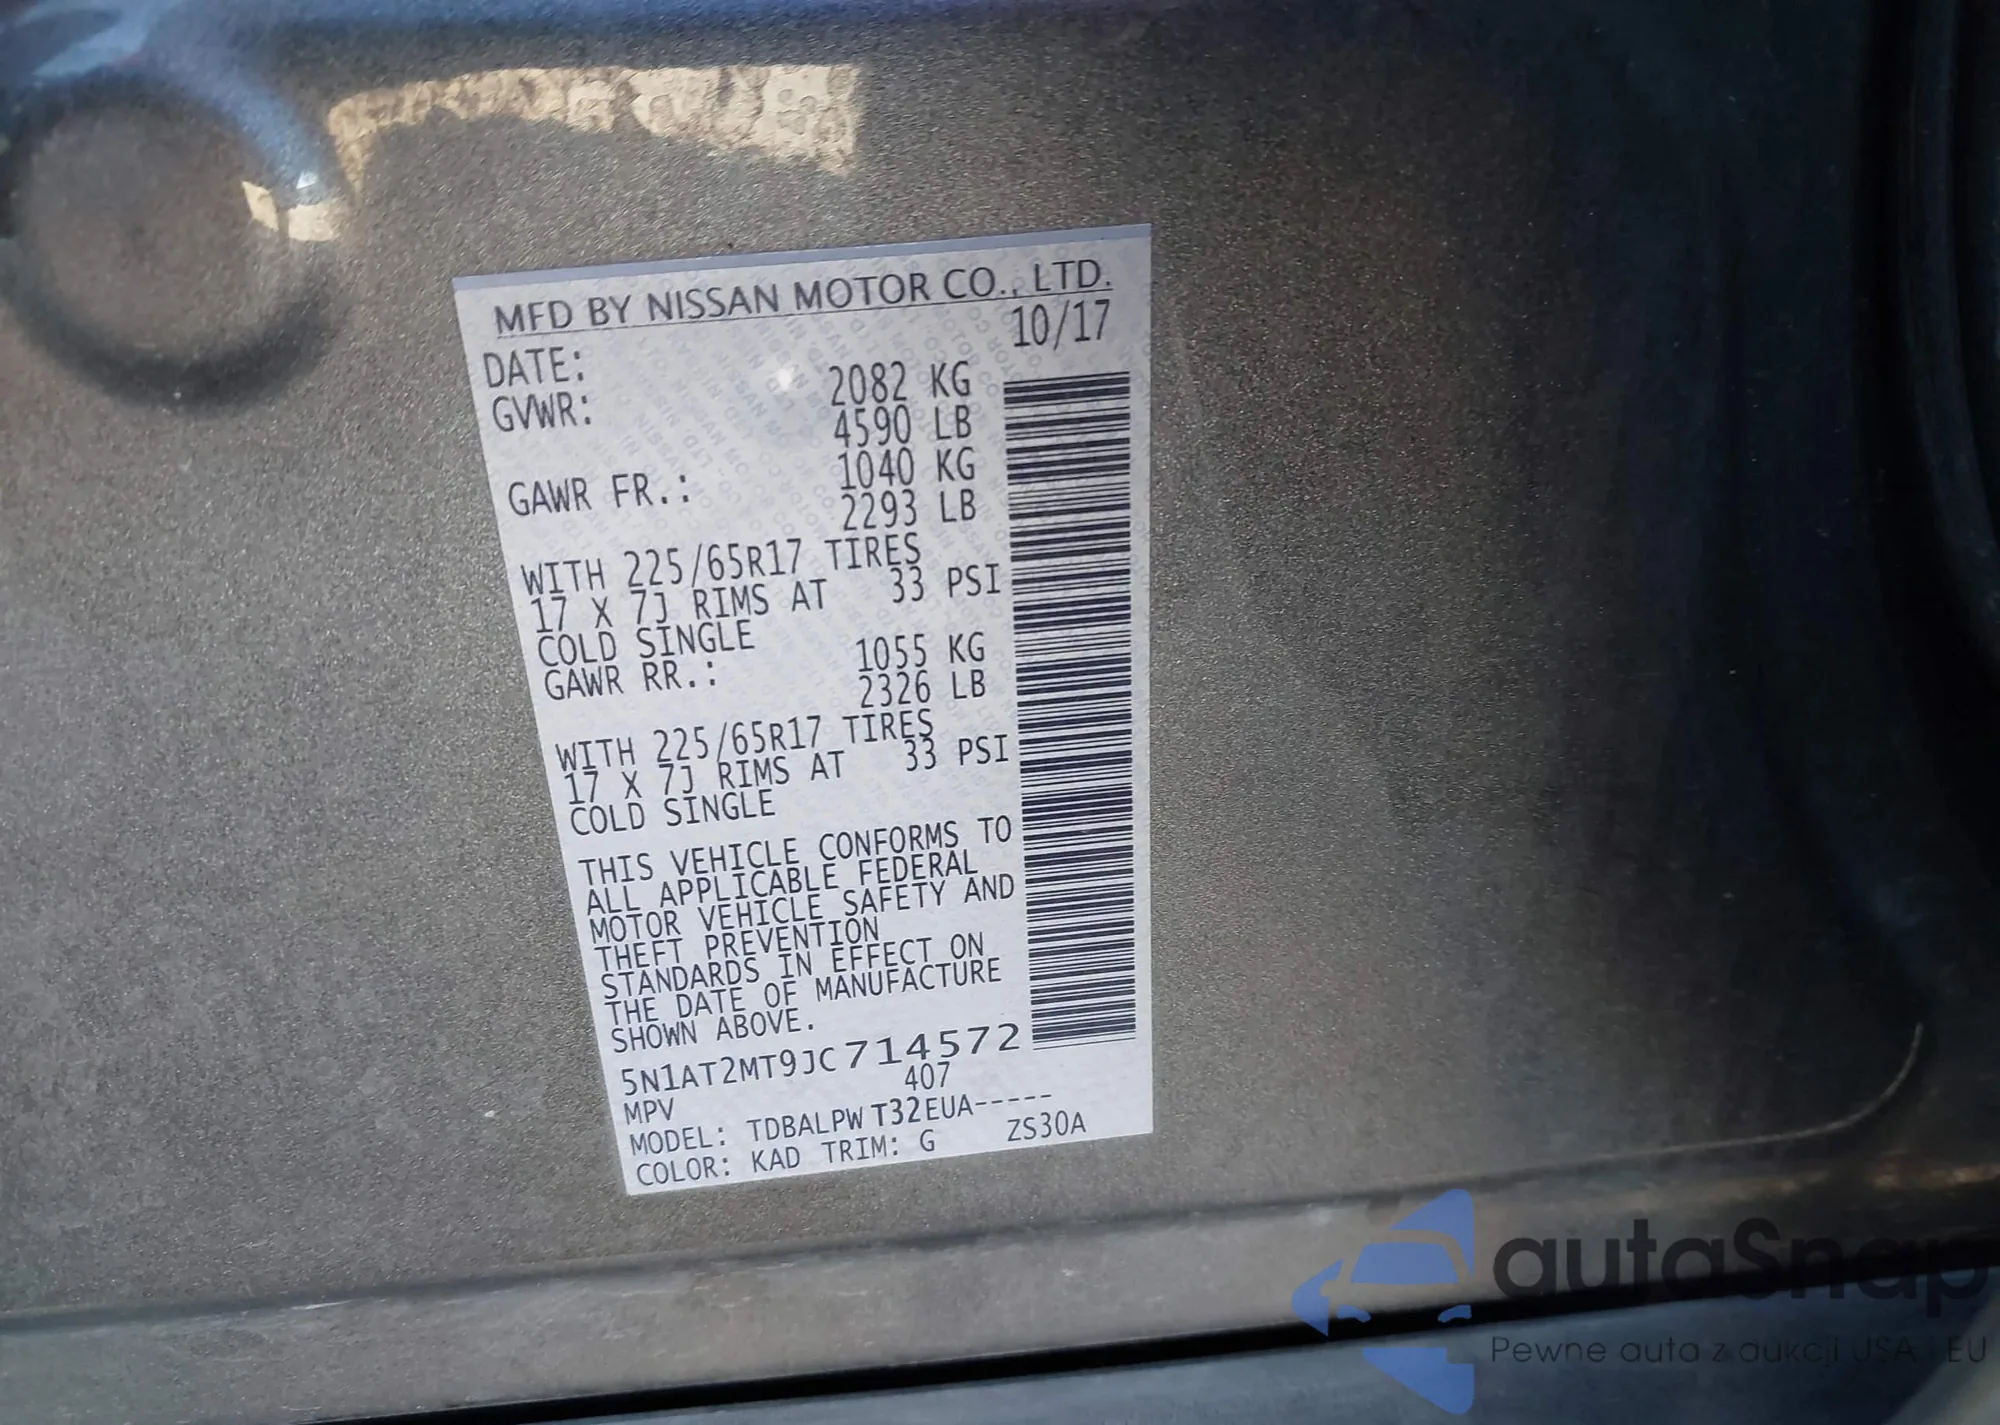 MFD BY NISSAN MOTOR CO., LTD.
DATE: 10/17
GVWR: 2082 KG
4590 LB
GAWR FR.: 1040 KG
2293 LB
WITH 225/65R17 TIRES
17 X 7J RIMS AT 33 PSI
COLD SINGLE
GAWR RR.: 1055 KG
2326 LB
WITH 225/65R17 TIRES
17 X 7J RIMS AT 33 PSI
COLD SINGLE
THIS VEHICLE CONFORMS TO
ALL APPLICABLE FEDERAL
MOTOR VEHICLE SAFETY AND
THEFT PREVENTION
STANDARDS IN EFFECT ON
THE DATE OF MANUFACTURE
SHOWN ABOVE.
5N1AT2MT9JC714572
MPV 407
MODEL: TDBALPWT32EUA-----
COLOR: KAD TRIM: G ZS30A
autaSnap
Pewne auta z aukcji USA i EU